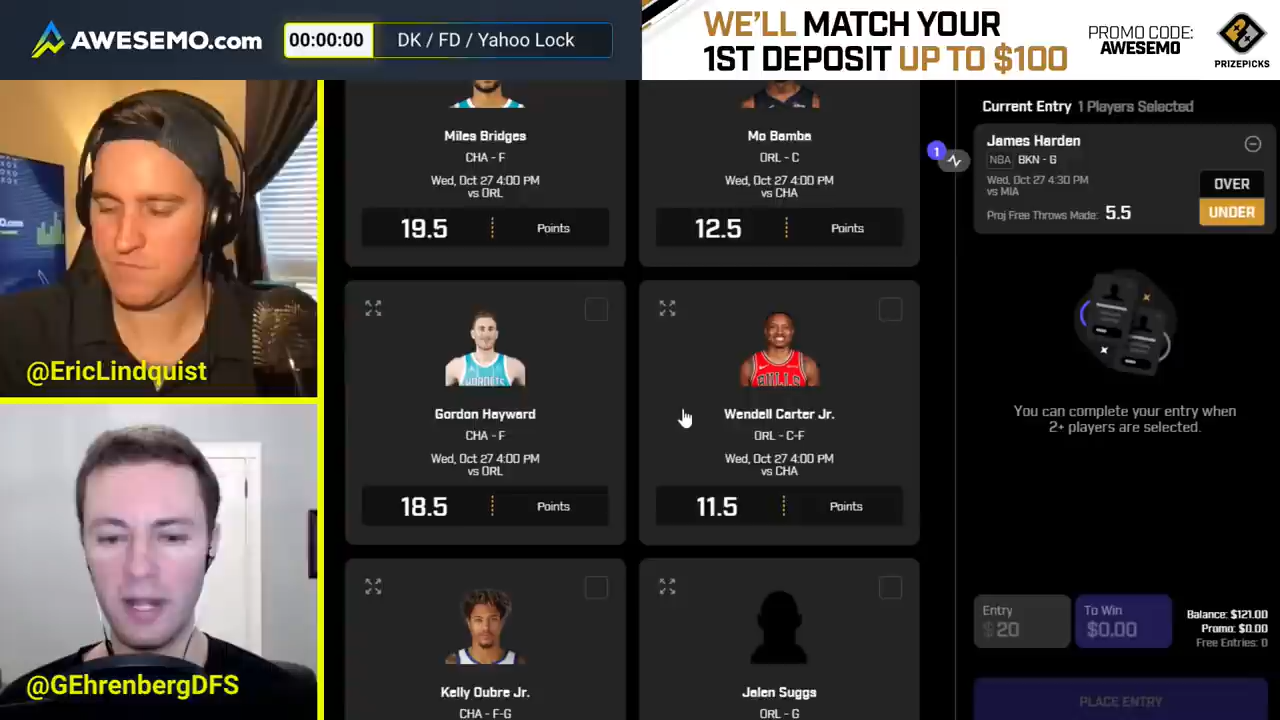 AWESEMO.com
00:00:00
DK / FD / Yahoo Lock
WE'LL MATCH YOUR
1ST DEPOSIT UP TO $100
PROMO CODE:
AWESEMO
PRIZEPICKS
@EricLindquist
@GEhrenbergDFS
Miles Bridges
CHA - F
Wed, Oct 27 4:00 PM
vs ORL
19.5
Points
Mo Bamba
ORL - C
Wed, Oct 27 4:00 PM
vs CHA
12.5
Points
HORNETS
Gordon Hayward
CHA - F
Wed, Oct 27 4:00 PM
vs ORL
18.5
Points
BULLS
Wendell Carter Jr.
ORL - C-F
Wed, Oct 27 4:00 PM
vs CHA
11.5
Points
Kelly Oubre Jr.
CHA - F-G
Jalen Suggs
ORL - G
Current Entry 1 Players Selected
1
James Harden
NBA BKN - G
Wed, Oct 27 4:30 PM
vs MIA
Proj Free Throws Made: 5.5
OVER
UNDER
You can complete your entry when
2+ players are selected.
Entry
$ 20
To Win
$0.00
Balance: $121.00
Promo: $0.00
Free Entries: 0
PLACE ENTRY